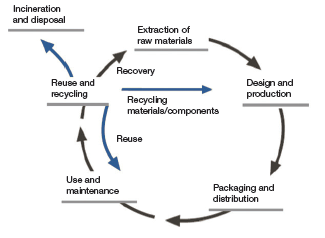 Incineration
and disposal
Extraction of
raw materials
Recovery
Reuse and
recycling
Recycling
materials/components
Design and
production
Reuse
Use and
maintenance
Packaging and
distribution